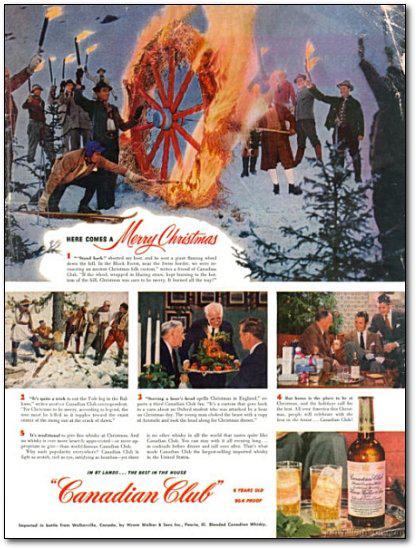 HERE COMES A Merry Christmas
1 "'Stand back!' shouted my host, and he sent a giant flaming wheel
down the hill. In the Black Forest, near the Swiss border, we were re-
enacting an ancient Christmas folk custom," writes a friend of Canadian
Club. "If the wheel, wrapped in blazing straw, kept burning to the bot-
tom of the hill, Christmas was sure to be merry. It burned all the way!"
2 "It's quite a trick to cut the Yule log in the Bal-
kans," writes another Canadian Club correspondent.
"For Christmas to be merry, according to legend, the
tree must be felled so it topples toward the exact
center of the rising sun at the crack of dawn."
3 "Serving a boar's head spells Christmas in England," re-
ports a third Canadian Club fan. "It's a custom that goes back
to a yarn about an Oxford student who was attacked by a boar
on Christmas day. The young man choked the beast with a copy
of Aristotle and took the head along for Christmas dinner."
4 But home is the place to be at
Christmas, and the holidays call for
the best. All over America this Christ-
mas, people will celebrate with the
best in the house ... Canadian Club!
5 It's traditional to give fine whisky at Christmas. And
no whisky is ever more heartily appreciated—or more ap-
propriate to give—than world-famous Canadian Club.
Why such popularity everywhere? Canadian Club is
light as scotch, rich as rye, satisfying as bourbon—yet there
is no other whisky in all the world that tastes quite like
Canadian Club. You can stay with it all evening long...
in cocktails before dinner and tall ones after. That's what
made Canadian Club the largest-selling imported whisky
in the United States.
IN 87 LANDS... THE BEST IN THE HOUSE
"Canadian Club"
6 YEARS OLD
90.4 PROOF
Imported in bottle from Walkerville, Canada, by Hiram Walker & Sons Inc., Peoria, Ill. Blended Canadian Whisky.
Canadian Club